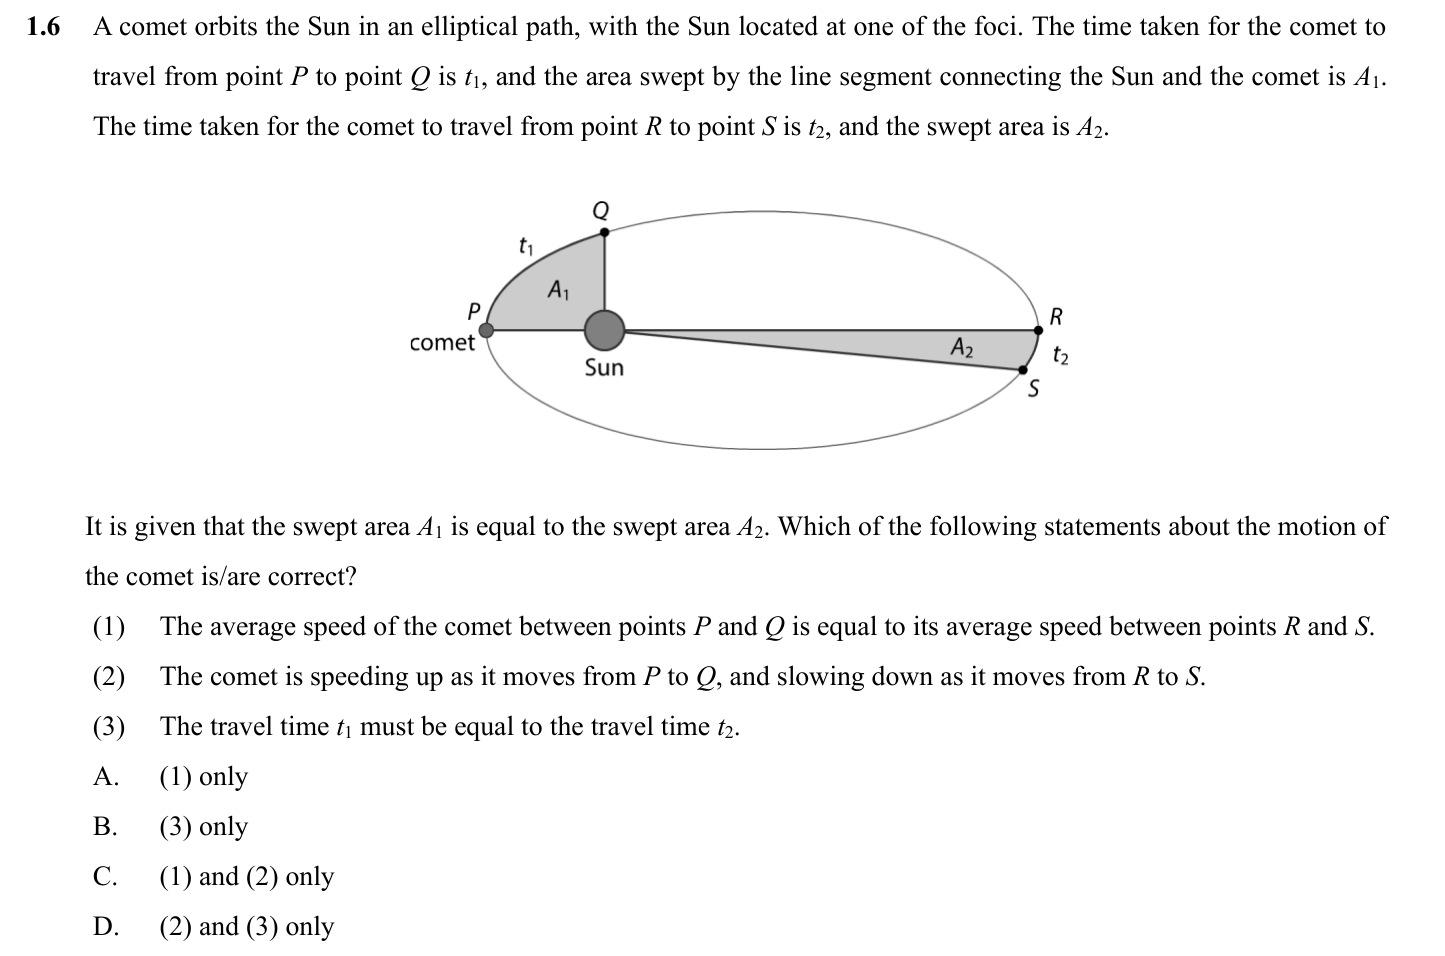 1.6 A comet orbits the Sun in an elliptical path, with the Sun located at one of the foci. The time taken for the comet to
travel from point P to point Q is t₁, and the area swept by the line segment connecting the Sun and the comet is A₁.
The time taken for the comet to travel from point R to point S is t₂, and the swept area is A₂.
Q
t₁
A₁
P
comet
Sun
R
A₂
t₂
S
It is given that the swept area A₁ is equal to the swept area A₂. Which of the following statements about the motion of
the comet is/are correct?
(1) The average speed of the comet between points P and Q is equal to its average speed between points R and S.
(2) The comet is speeding up as it moves from P to Q, and slowing down as it moves from R to S.
(3) The travel time t₁ must be equal to the travel time t₂.
A. (1) only
B. (3) only
C. (1) and (2) only
D. (2) and (3) only